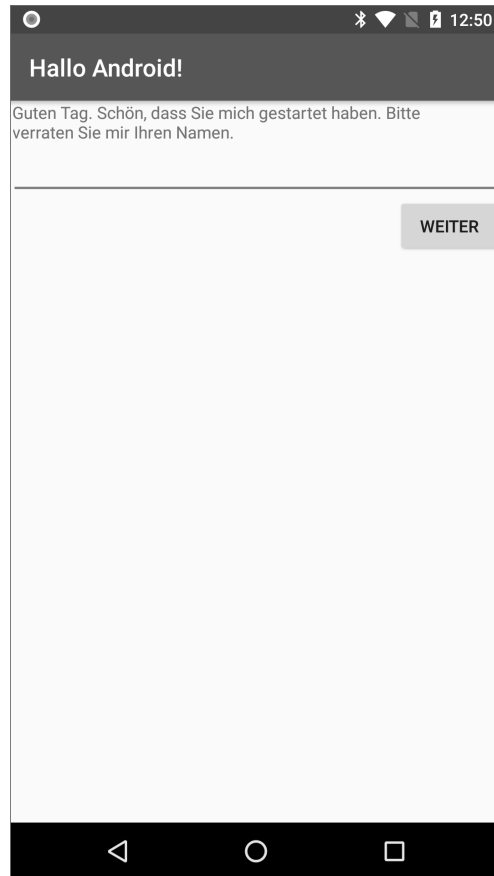 12:50
Hallo Android!
Guten Tag. Schön, dass Sie mich gestartet haben. Bitte
verraten Sie mir Ihren Namen.
WEITER